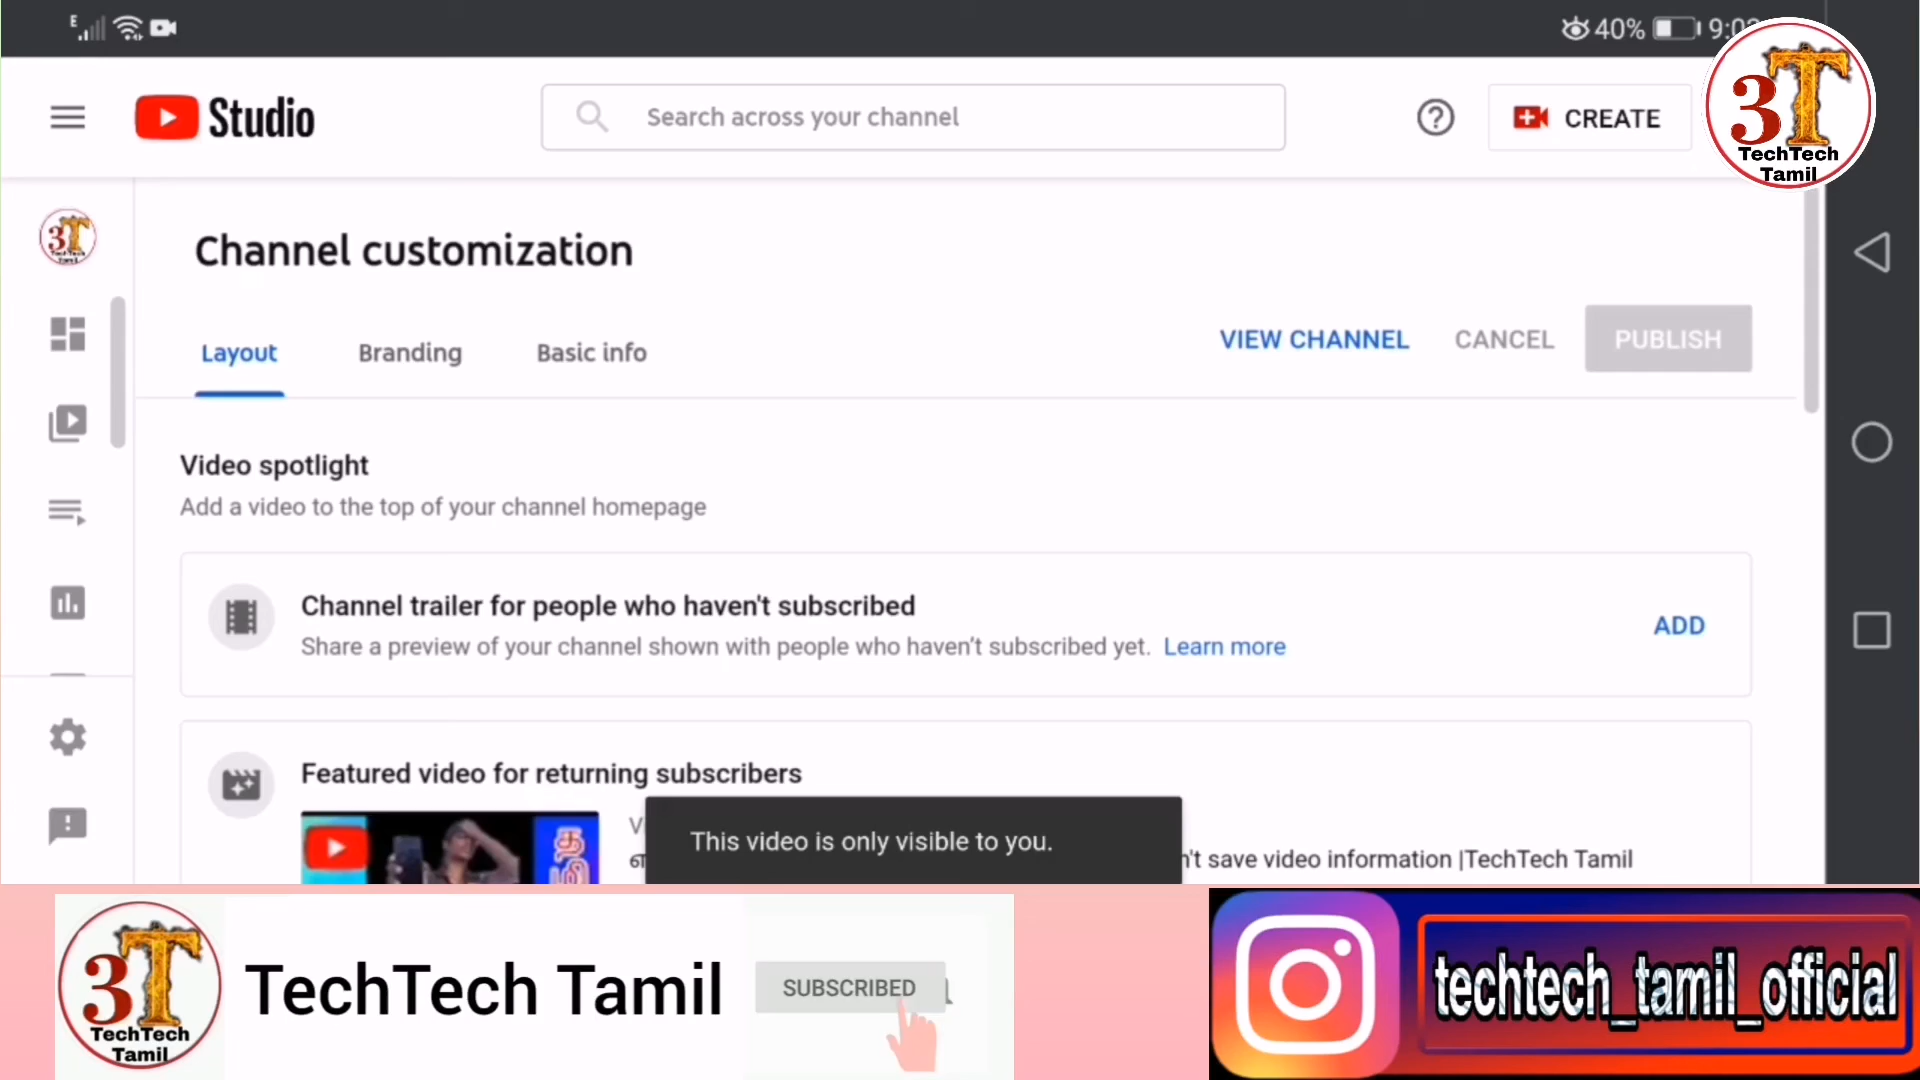 E
40%
3T
TechTech
Tamil
Studio
Search across your channel
CREATE
3T
Channel customization
Layout
Branding
Basic info
VIEW CHANNEL
CANCEL
PUBLISH
Video spotlight
Add a video to the top of your channel homepage
Channel trailer for people who haven't subscribed
Share a preview of your channel shown with people who haven't subscribed yet. Learn more
ADD
Featured video for returning subscribers
தமி
This video is only visible to you.
n't save video information |TechTech Tamil
3T
TechTech
Tamil
TechTech Tamil
SUBSCRIBED
techtech_tamil_official